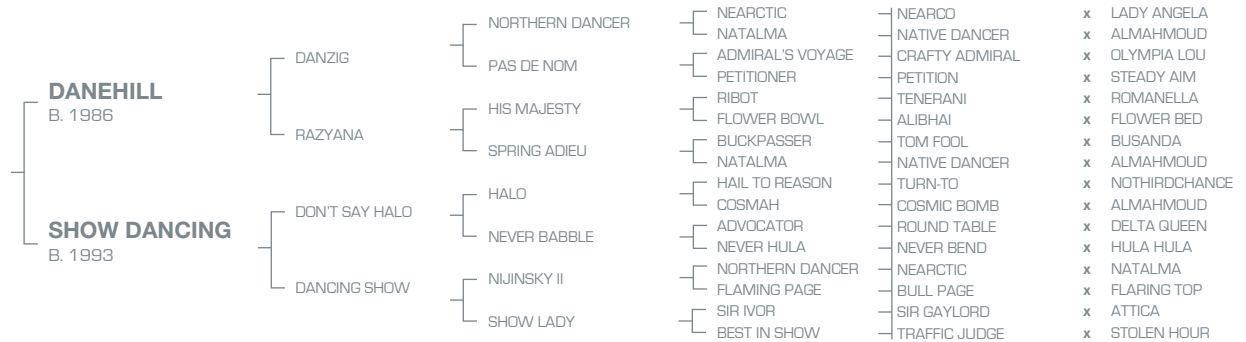 NEARCTIC NEARCO x LADY ANGELA
NORTHERN DANCER
NATALMA NATIVE DANCER x ALMAHMOUD
DANZIG
ADMIRAL'S VOYAGE CRAFTY ADMIRAL x OLYMPIA LOU
PAS DE NOM
PETITIONER PETITION x STEADY AIM
DANEHILL
B. 1986
RIBOT TENERANI x ROMANELLA
HIS MAJESTY
FLOWER BOWL ALIBHAI x FLOWER BED
RAZYANA
BUCKPASSER TOM FOOL x BUSANDA
SPRING ADIEU
NATALMA NATIVE DANCER x ALMAHMOUD
HAIL TO REASON TURN-TO x NOTHIRDCHANCE
HALO
COSMAH COSMIC BOMB x ALMAHMOUD
DON'T SAY HALO
ADVOCATOR ROUND TABLE x DELTA QUEEN
SHOW DANCING
B. 1993
NEVER BABBLE
NEVER HULA NEVER BEND x HULA HULA
NORTHERN DANCER NEARCTIC x NATALMA
NIJINSKY II
FLAMING PAGE BULL PAGE x FLARING TOP
DANCING SHOW
SIR IVOR SIR GAYLORD x ATTICA
SHOW LADY
BEST IN SHOW TRAFFIC JUDGE x STOLEN HOUR